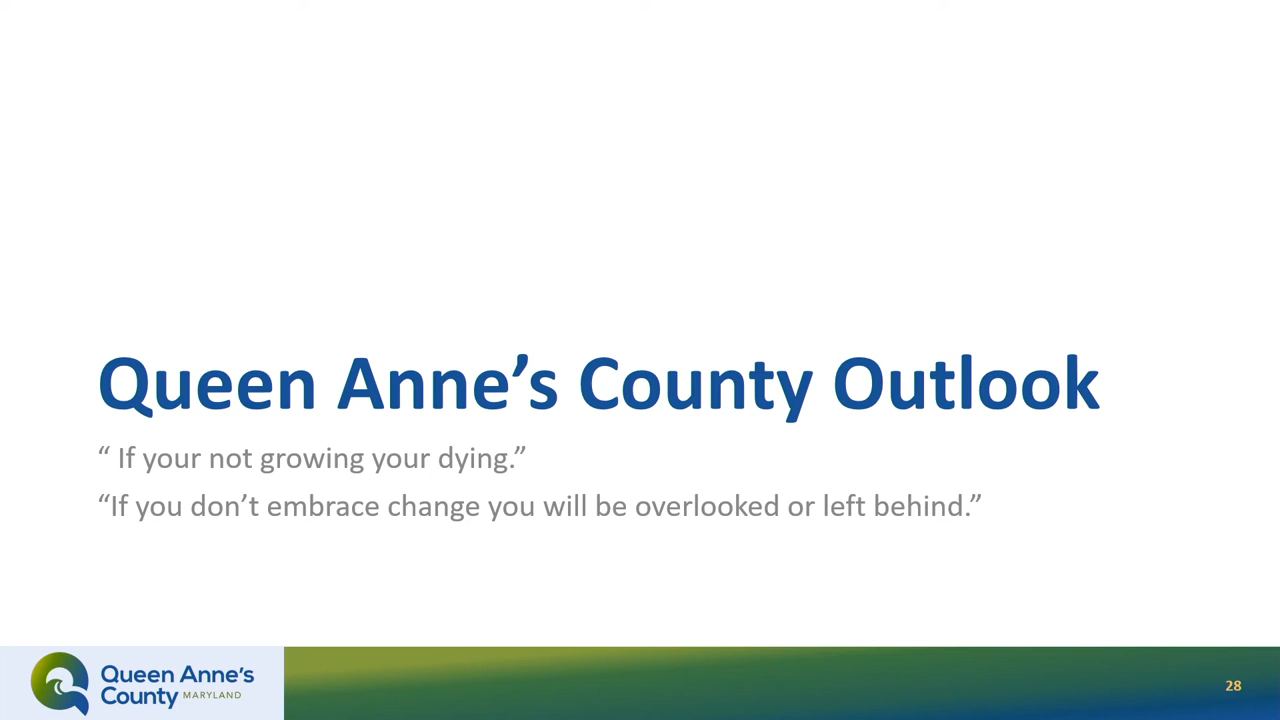 Queen Anne’s County Outlook
“ If your not growing your dying.”
“If you don’t embrace change you will be overlooked or left behind.”
Queen Anne’s
County MARYLAND
28